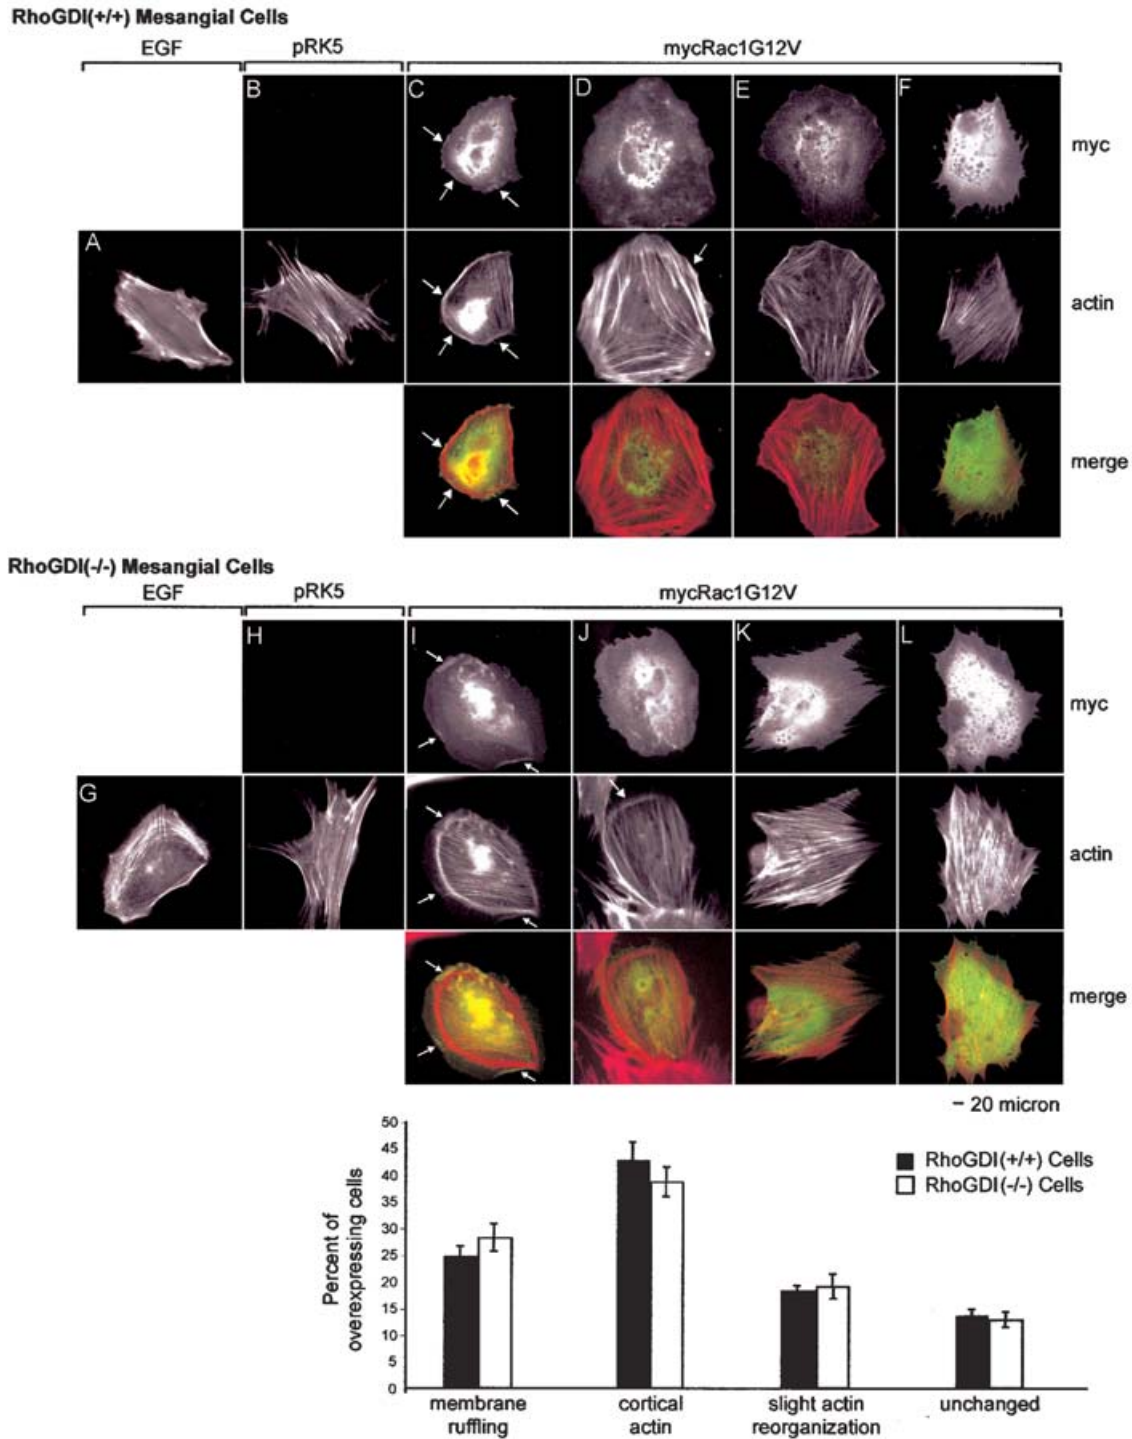 RhoGDI(+/+) Mesangial Cells
EGF pRK5 mycRac1G12V
B C D E F
myc
A
actin
merge
RhoGDI(-/-) Mesangial Cells
EGF pRK5 mycRac1G12V
H I J K L
myc
G
actin
merge
– 20 micron
50
45
40
35
30
25
20
15
10
5
0
Percent of
overexpressing cells
RhoGDI(+/+) Cells
RhoGDI(-/-) Cells
membrane
ruffling
cortical
actin
slight actin
reorganization
unchanged